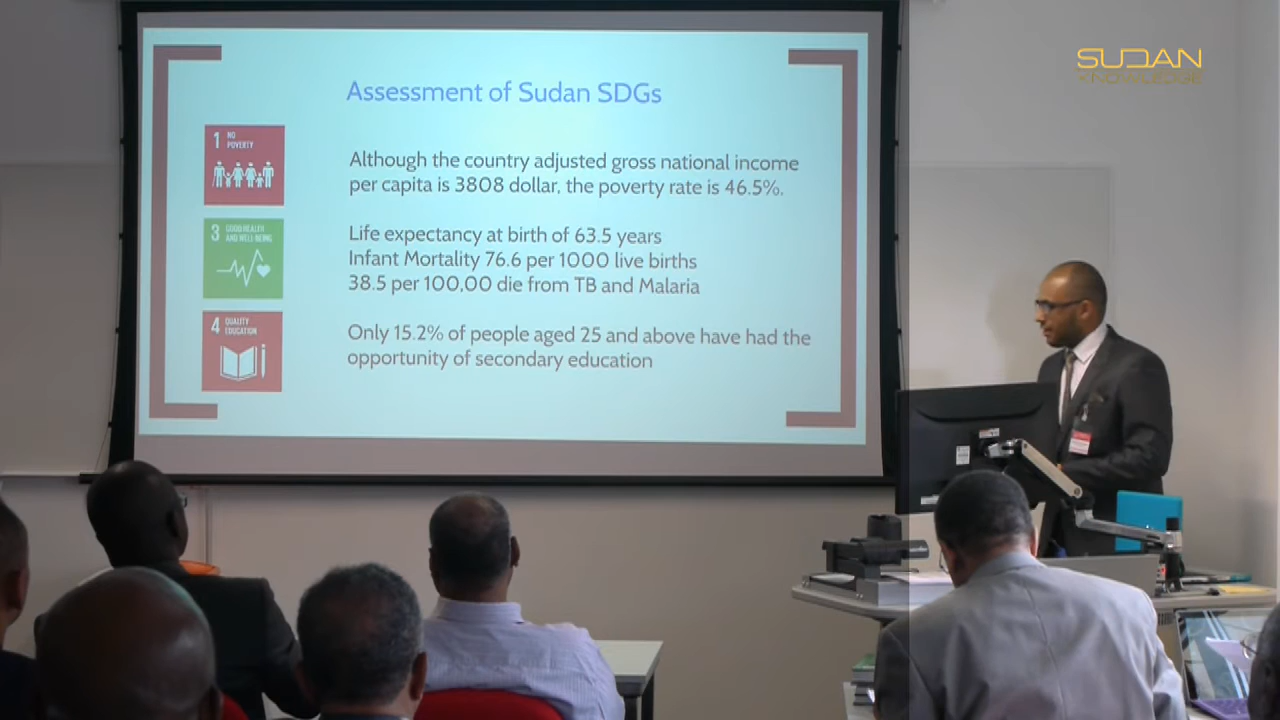 SUDAN
KNOWLEDGE
Assessment of Sudan SDGs
1 NO
POVERTY
Although the country adjusted gross national income
per capita is 3808 dollar, the poverty rate is 46.5%.
3 GOOD HEALTH
AND WELL-BEING
Life expectancy at birth of 63.5 years
Infant Mortality 76.6 per 1000 live births
38.5 per 100,00 die from TB and Malaria
4 QUALITY
EDUCATION
Only 15.2% of people aged 25 and above have had the
opportunity of secondary education